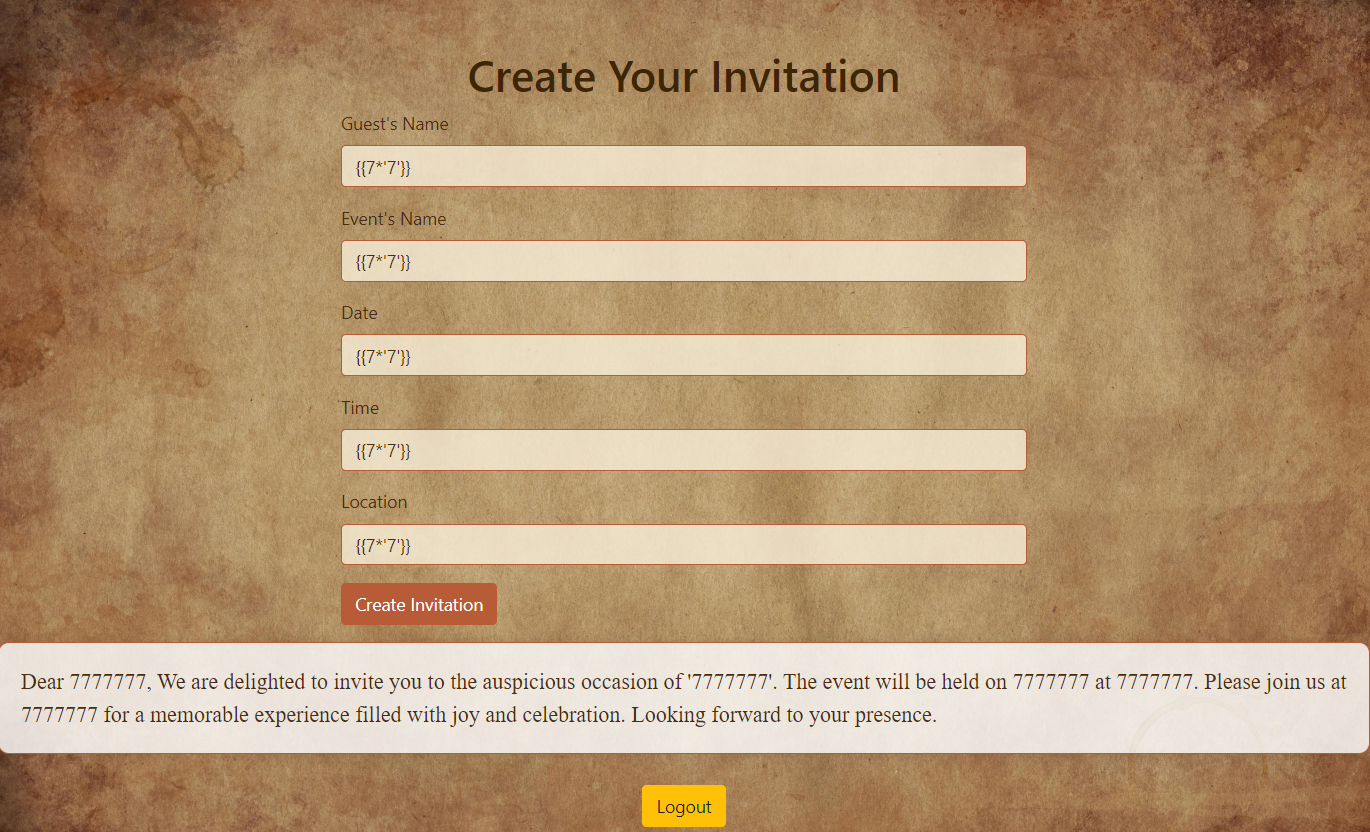 Create Your Invitation
Guest's Name
{{7*'7'}}
Event's Name
{{7*'7'}}
Date
{{7*'7'}}
Time
{{7*'7'}}
Location
{{7*'7'}}
Create Invitation
Dear 7777777, We are delighted to invite you to the auspicious occasion of '7777777'. The event will be held on 7777777 at 7777777. Please join us at
7777777 for a memorable experience filled with joy and celebration. Looking forward to your presence.
Logout